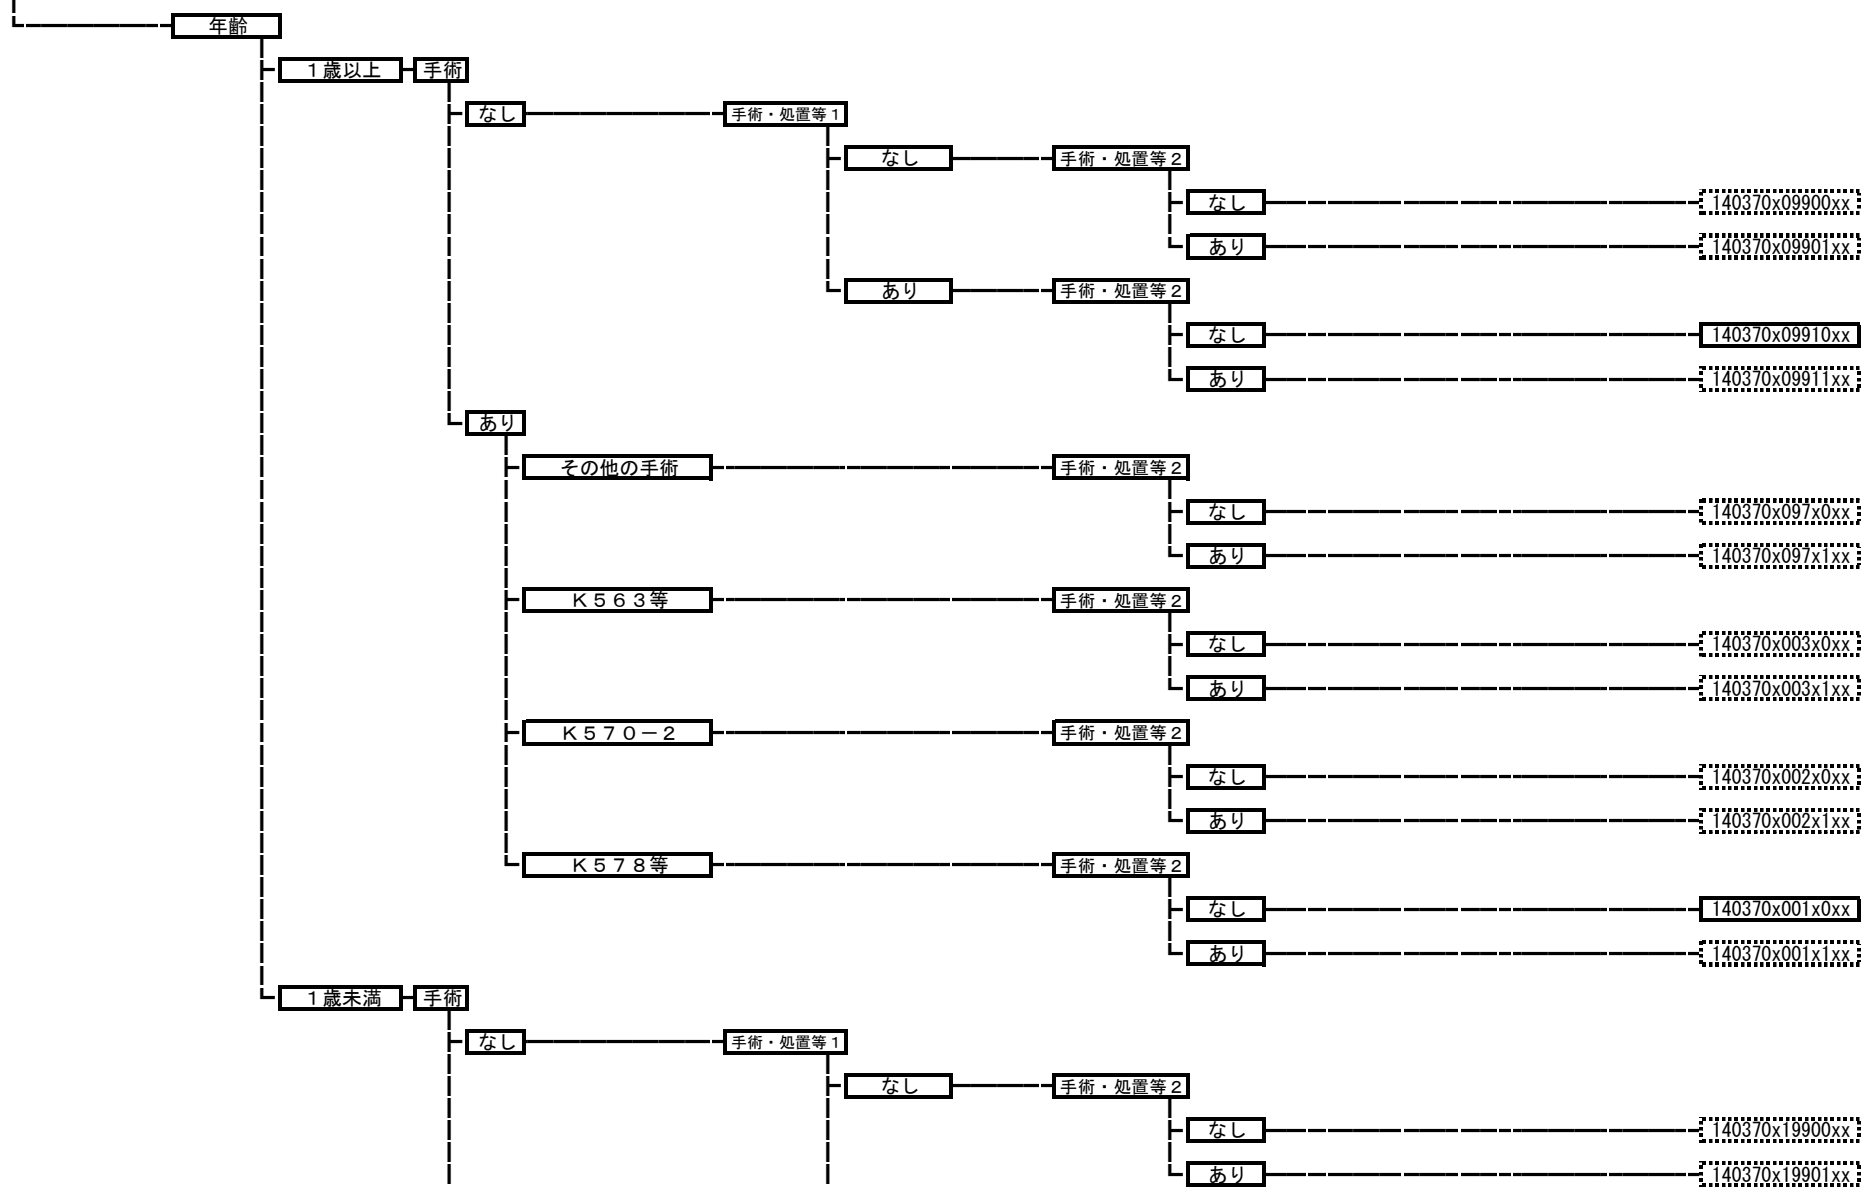 年齢
１歳以上 手術
なし 手術・処置等１
なし 手術・処置等２
なし 140370x09900xx
あり 140370x09901xx
あり 手術・処置等２
なし 140370x09910xx
あり 140370x09911xx
あり
その他の手術 手術・処置等２
なし 140370x097x0xx
あり 140370x097x1xx
Ｋ５６３等 手術・処置等２
なし 140370x003x0xx
あり 140370x003x1xx
Ｋ５７０－２ 手術・処置等２
なし 140370x002x0xx
あり 140370x002x1xx
Ｋ５７８等 手術・処置等２
なし 140370x001x0xx
あり 140370x001x1xx
１歳未満 手術
なし 手術・処置等１
なし 手術・処置等２
なし 140370x19900xx
あり 140370x19901xx